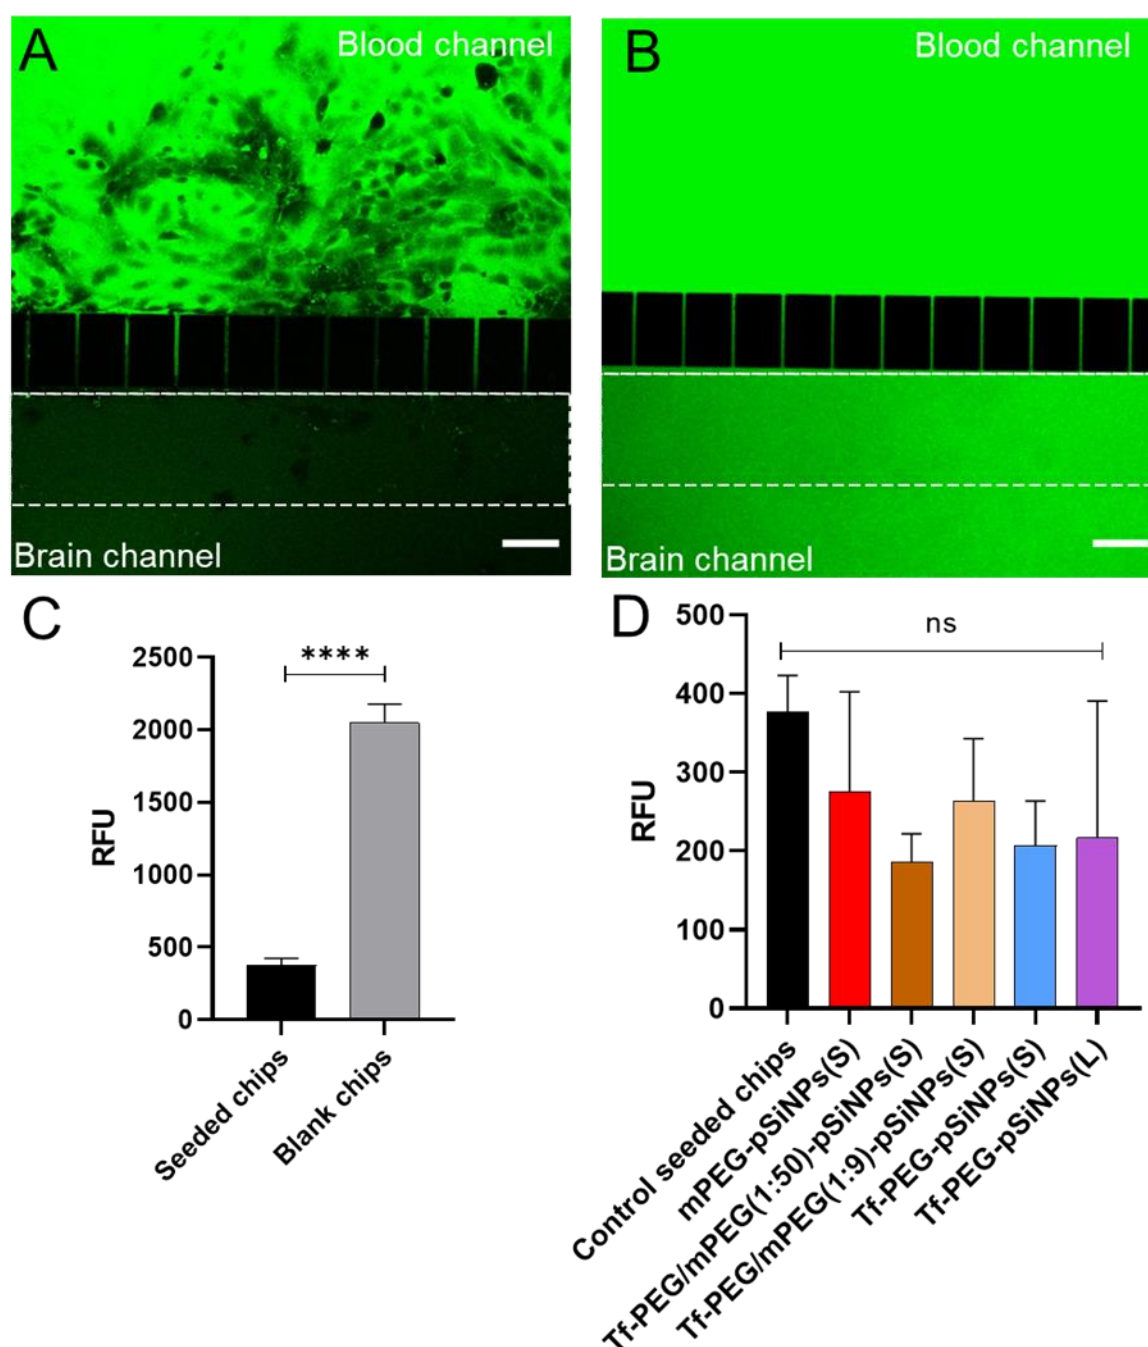 A
Blood channel
Brain channel
B
Blood channel
Brain channel
C
****
2500
2000
1500
1000
500
0
RFU
Seeded chips
Blank chips
D
ns
500
400
300
200
100
0
RFU
Control seeded chips
mPEG-pSiNPs(S)
Tf-PEG/mPEG(1:50)-pSiNPs(S)
Tf-PEG/mPEG(1:9)-pSiNPs(S)
Tf-PEG-pSiNPs(S)
Tf-PEG-pSiNPs(L)